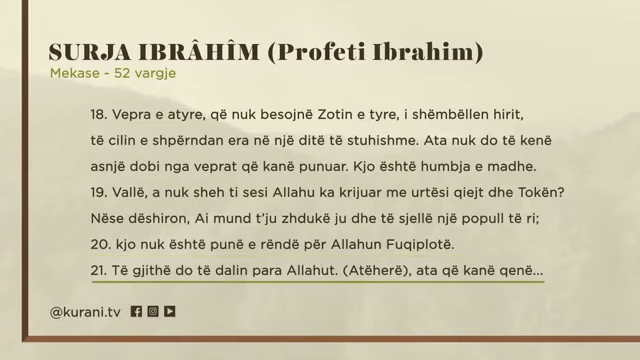 SURJA IBRÂHÎM (Profeti Ibrahim)
Mekase - 52 vargje
18. Vepra e atyre, që nuk besojnë Zotin e tyre, i shëmbëllen hirit,
të cilin e shpërndan era në një ditë të stuhishme. Ata nuk do të kenë
asnjë dobi nga veprat që kanë punuar. Kjo është humbja e madhe.
19. Vallë, a nuk sheh ti sesi Allahu ka krijuar me urtësi qiejt dhe Tokën?
Nëse dëshiron, Ai mund t’ju zhdukë ju dhe të sjellë një popull të ri;
20. kjo nuk është punë e rëndë për Allahun Fuqiplotë.
21. Të gjithë do të dalin para Allahut. (Atëherë), ata që kanë qenë...
@kurani.tv